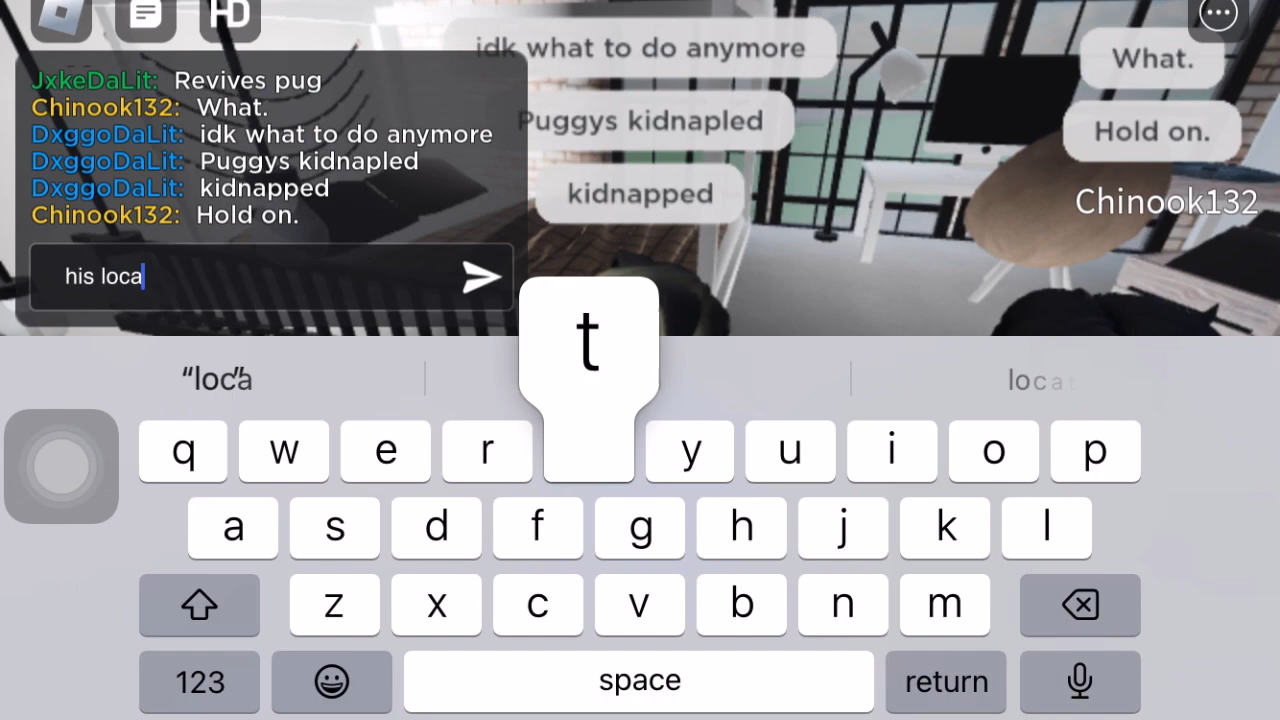 HD
JxkeDaLit: Revives pug
Chinook132: What.
DxggoDaLit: idk what to do anymore
DxggoDaLit: Puggys kidnapled
DxggoDaLit: kidnapped
Chinook132: Hold on.
his loca
idk what to do anymore
Puggys kidnapled
kidnapped
What.
Hold on.
Chinook132
t
“loca”
locat
q w e r y u i o p
a s d f g h j k l
z x c v b n m
123 space return